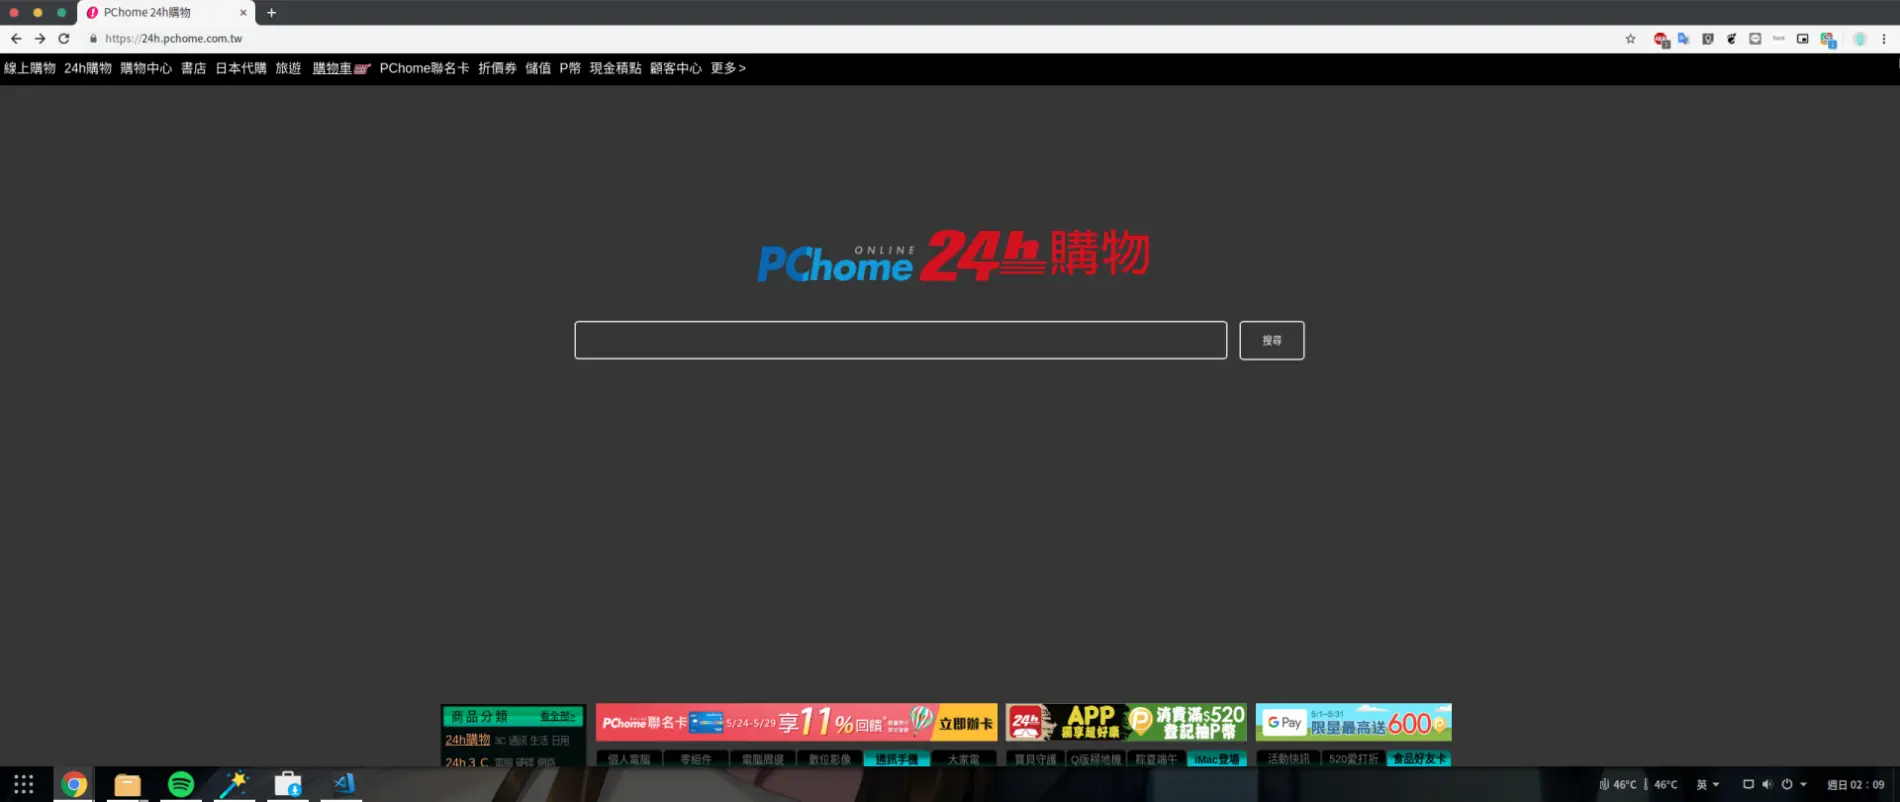 PChome 24h購物
https://24h.pchome.com.tw
線上購物 24h購物 購物中心 書店 日本代購 旅遊 購物車 PChome聯名卡 折價券 儲值 P幣 現金積點 顧客中心 更多 >
PChome ONLINE 24h購物
搜尋
商品分類 看全部>
PChome 聯名卡 5/24-5/29 享11%回饋 立即辦卡
24h APP 獨享超好康 消費滿$520 登記抽P幣
G Pay 5/1~5/31 限量最高送600
24h購物 3C 通訊 生活 日用
個人電腦 零組件 電腦周邊 數位影像 通訊手機 大家電
寶貝守護 Q版掃地機 粽夏端午 iMac登場
活動快訊 520愛打折 食品好友卡
24h 3 C 電腦 硬碟 網路
46°C 46°C 英 週日 02：09